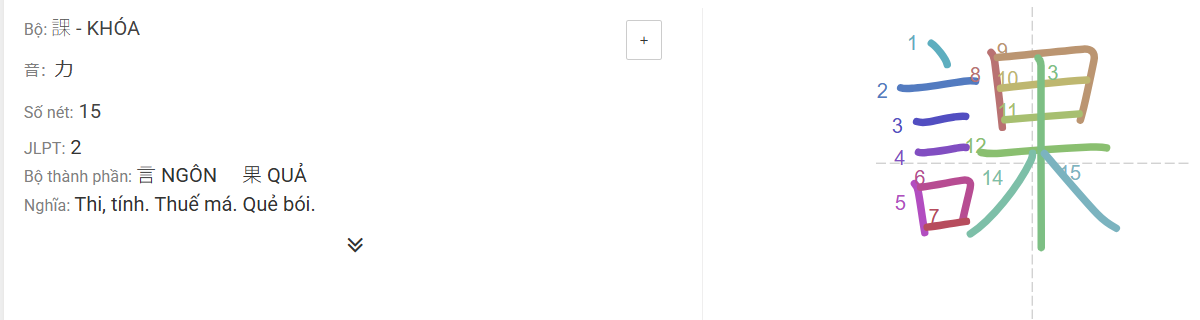 Bộ: 課 - KHÓA
+
音: カ
Số nét: 15
JLPT: 2
Bộ thành phần: 言 NGÔN 果 QUẢ
Nghĩa: Thi, tính. Thuế má. Quẻ bói.
課
1
2
3
4
5
6
7
8
9
10
11
12
3
14
15